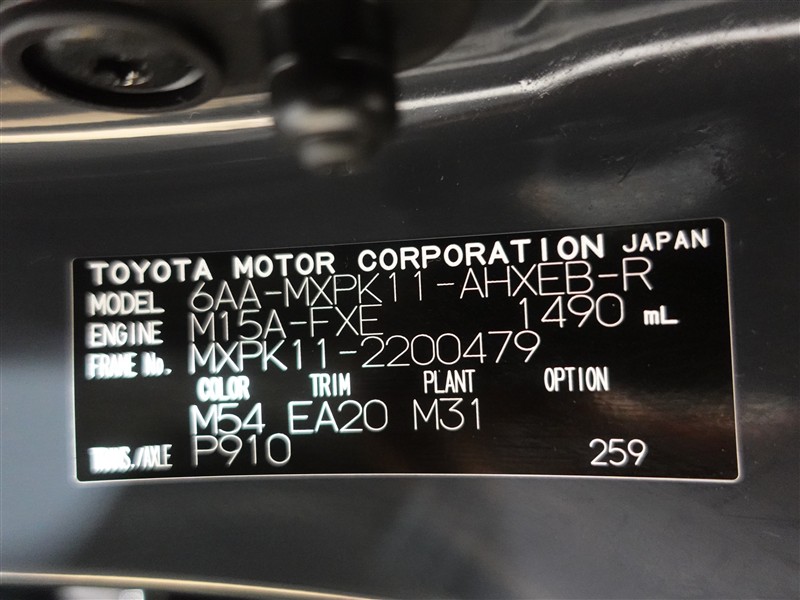 TOYOTA MOTOR CORPORATION JAPAN
MODEL 6AA-MXPK11-AHXEB-R
ENGINE M15A-FXE 1490 mL
FRAME No. MXPK11-2200479
COLOR TRIM PLANT OPTION
M54 EA20 M31
TRANS./AXLE P910 259